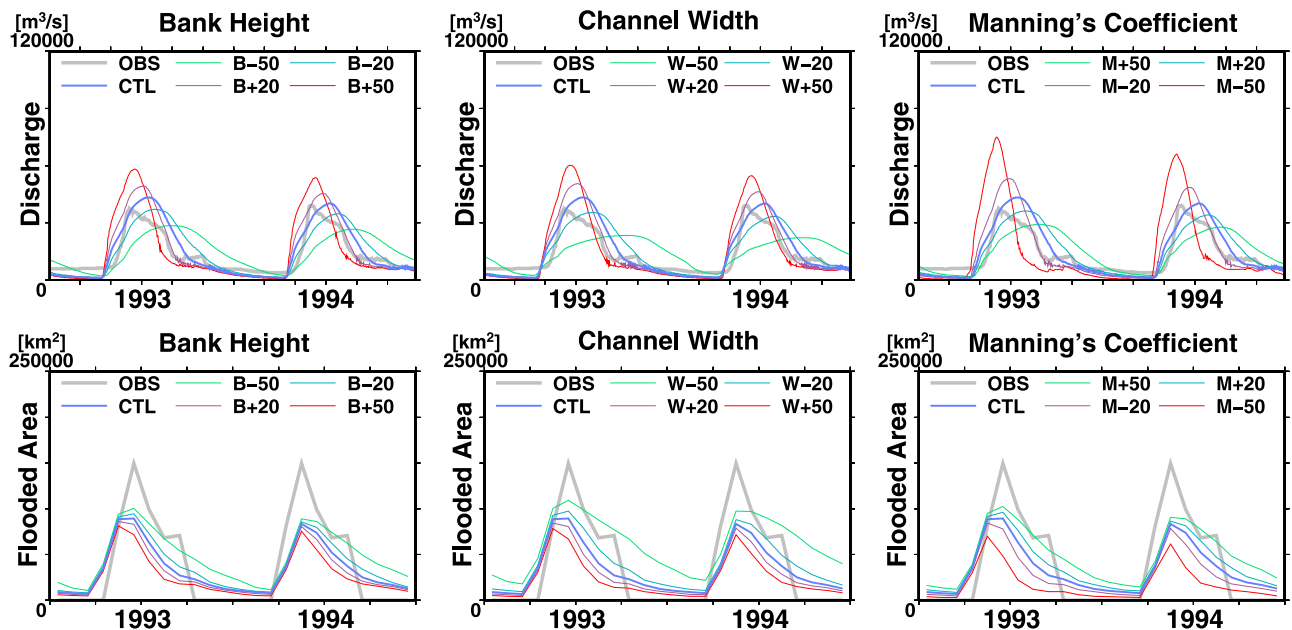 Bank Height
[m³/s]
120000
OBS B−50 B−20
CTL B+20 B+50
Discharge
0
1993 1994
Channel Width
[m³/s]
120000
OBS W−50 W−20
CTL W+20 W+50
Discharge
0
1993 1994
Manning's Coefficient
[m³/s]
120000
OBS M+50 M+20
CTL M−20 M−50
Discharge
0
1993 1994
Bank Height
[km²]
250000
OBS B−50 B−20
CTL B+20 B+50
Flooded Area
0
1993 1994
Channel Width
[km²]
250000
OBS W−50 W−20
CTL W+20 W+50
Flooded Area
0
1993 1994
Manning's Coefficient
[km²]
250000
OBS M+50 M+20
CTL M−20 M−50
Flooded Area
0
1993 1994